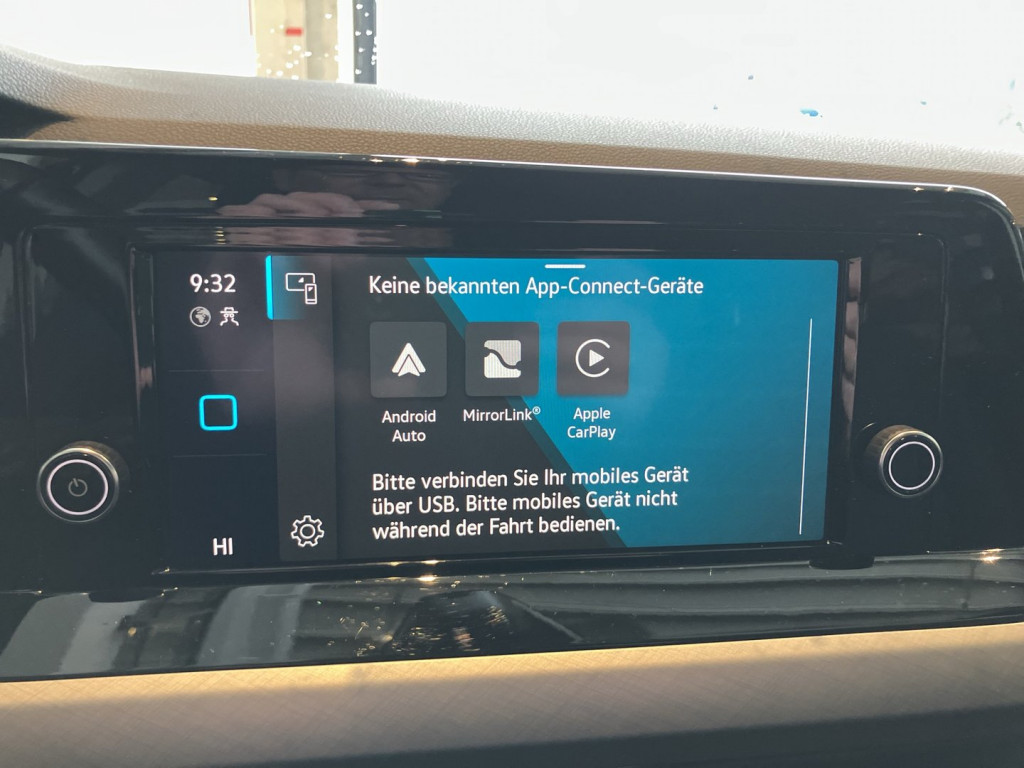 9:32
Keine bekannten App-Connect-Geräte
Android
Auto
MirrorLink®
Apple
CarPlay
Bitte verbinden Sie Ihr mobiles Gerät
über USB. Bitte mobiles Gerät nicht
während der Fahrt bedienen.
HI